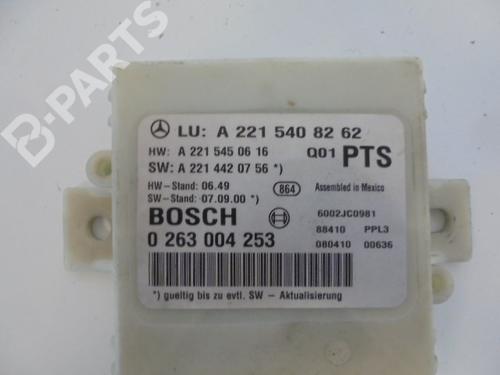 B-PARTS
LU: A 221 540 82 62
HW: A 221 545 06 16 Q01 PTS
SW: A 221 442 07 56 *)
HW-Stand: 06.49 864 Assembled in Mexico
SW-Stand: 07.09.00 *)
BOSCH 6002JC0981
88410 PPL3
0 263 004 253 080410 00636
*) gueltig bis zu evtl. SW - Aktualisierung